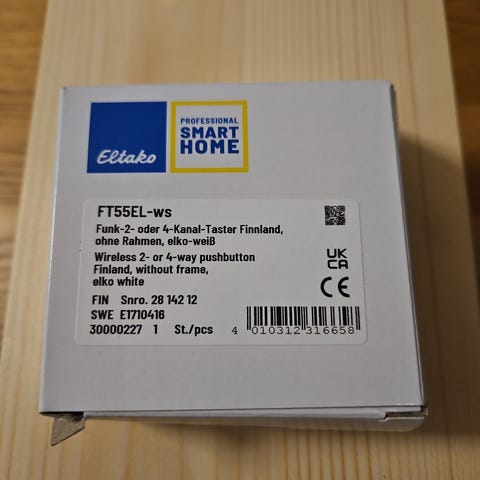 Eltako
PROFESSIONAL
SMART
HOME
FT55EL-ws
Funk-2- oder 4-Kanal-Taster Finnland,
ohne Rahmen, elko-weiß
Wireless 2- or 4-way pushbutton
Finland, without frame,
elko white
FIN Snro. 28 142 12
SWE E1710416
30000227 1 St./pcs
UK
CA
CE
4 010312 316658